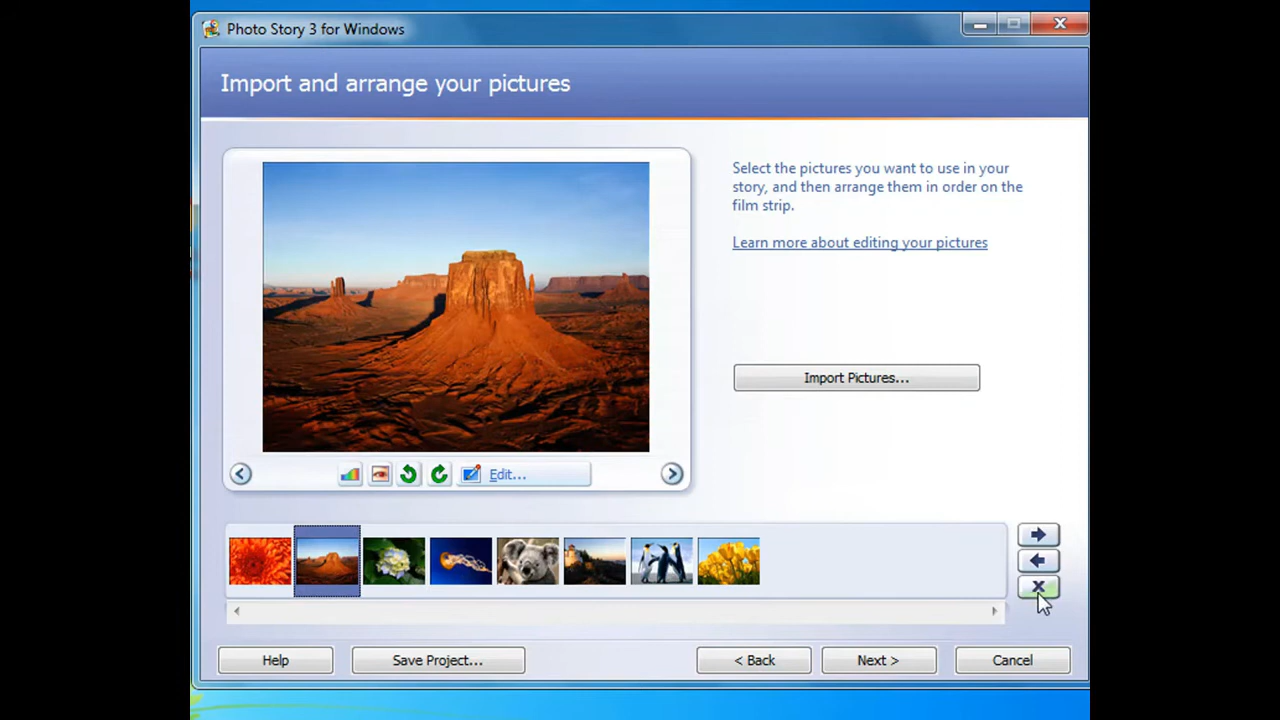 Photo Story 3 for Windows
Import and arrange your pictures
Select the pictures you want to use in your
story, and then arrange them in order on the
film strip.
Learn more about editing your pictures
Import Pictures...
Edit...
Help
Save Project...
< Back
Next >
Cancel